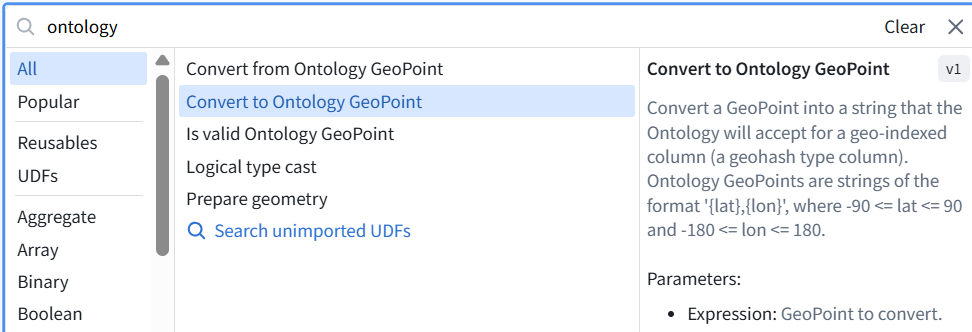 ontology
Clear
All
Popular
Reusables
UDFs
Aggregate
Array
Binary
Boolean
Convert from Ontology GeoPoint
Convert to Ontology GeoPoint
Is valid Ontology GeoPoint
Logical type cast
Prepare geometry
Search unimported UDFs
Convert to Ontology GeoPoint
v1
Convert a GeoPoint into a string that the
Ontology will accept for a geo-indexed
column (a geohash type column).
Ontology GeoPoints are strings of the
format '{lat},{lon}', where -90 <= lat <= 90
and -180 <= lon <= 180.
Parameters:
• Expression: GeoPoint to convert.